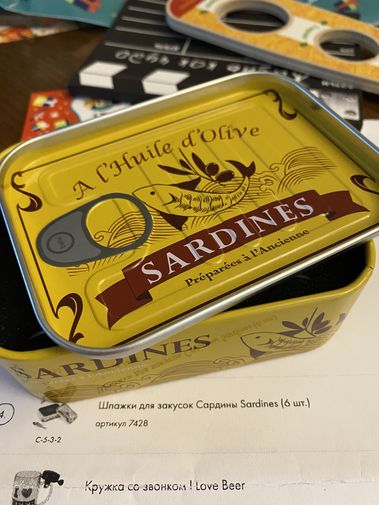 A l'Huile d'Olive
SARDINES
Préparées à l'Ancienne
SARDINES
4.
Шпажки для закусок Сардины Sardines (6 шт.)
артикул 7428
C-5-3-2
Кружка со звонком I Love Beer